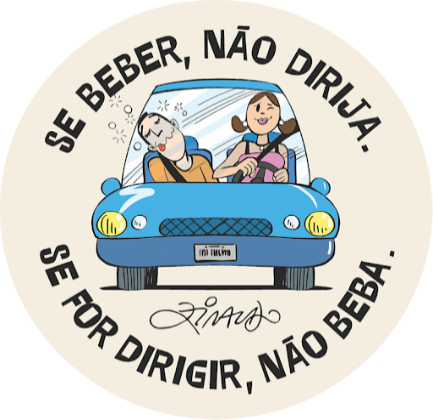 SE BEBER, NÃO DIRIJA.
SE FOR DIRIGIR, NÃO BEBA.